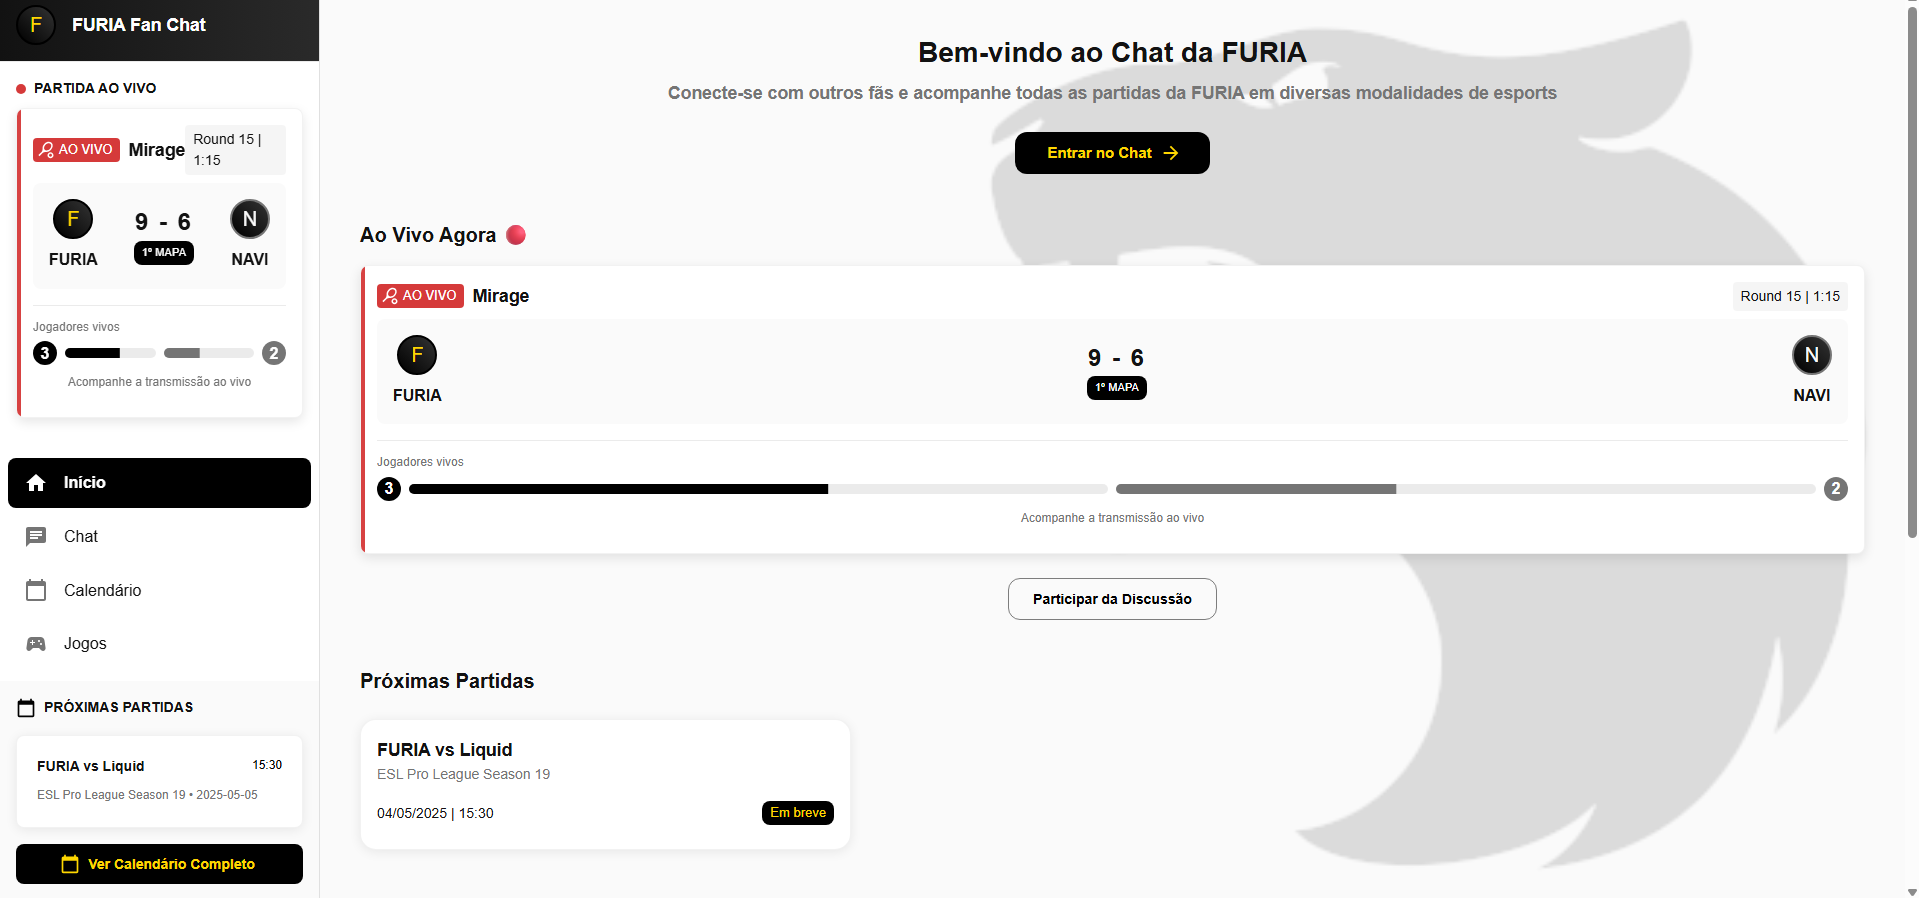 F
FURIA Fan Chat
PARTIDA AO VIVO
AO VIVO Mirage
Round 15 |
1:15
F
9 - 6
N
FURIA
1º MAPA
NAVI
Jogadores vivos
3
2
Acompanhe a transmissão ao vivo
Início
Chat
Calendário
Jogos
PRÓXIMAS PARTIDAS
FURIA vs Liquid 15:30
ESL Pro League Season 19 • 2025-05-05
Ver Calendário Completo
Bem-vindo ao Chat da FURIA
Conecte-se com outros fãs e acompanhe todas as partidas da FURIA em diversas modalidades de esports
Entrar no Chat
Ao Vivo Agora
AO VIVO Mirage Round 15 | 1:15
F
9 - 6
N
FURIA
1º MAPA
NAVI
Jogadores vivos
3
2
Acompanhe a transmissão ao vivo
Participar da Discussão
Próximas Partidas
FURIA vs Liquid
ESL Pro League Season 19
04/05/2025 | 15:30 Em breve